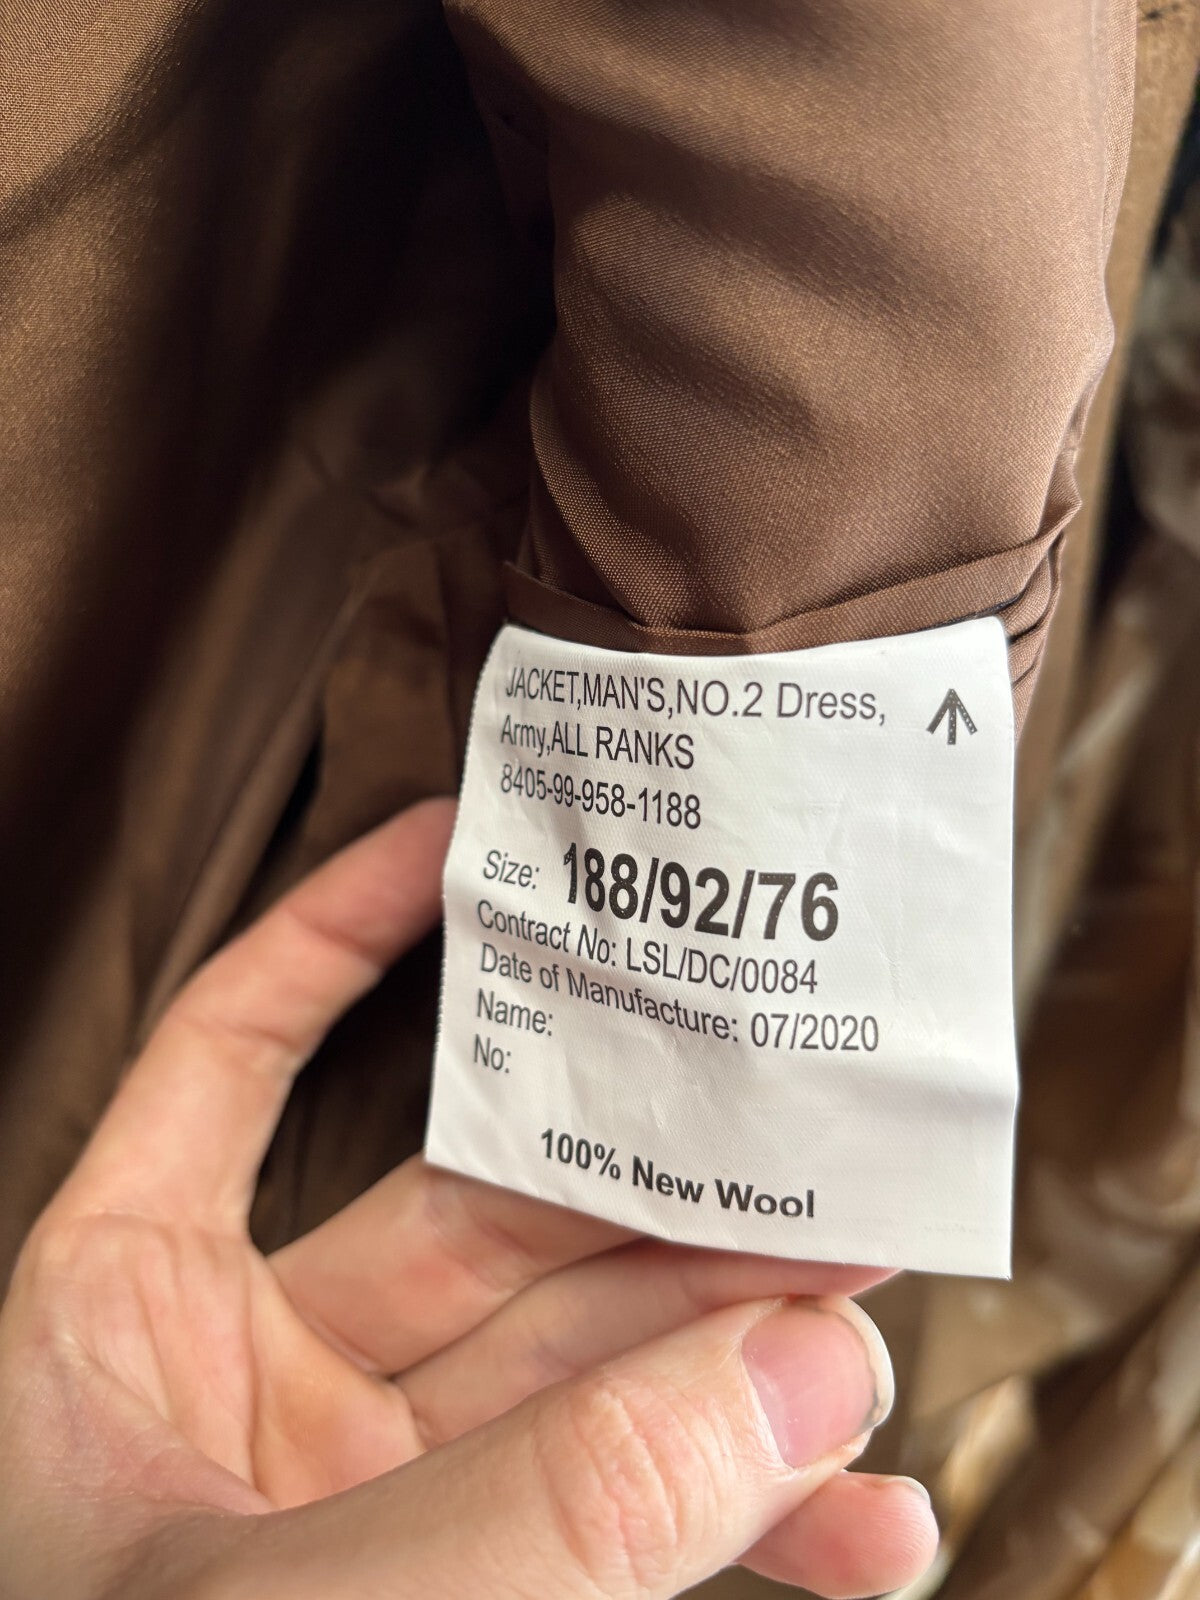 JACKET,MAN'S,NO.2 Dress,
Army,ALL RANKS
8405-99-958-1188
Size: 188/92/76
Contract No: LSL/DC/0084
Date of Manufacture: 07/2020
Name:
No:
100% New Wool